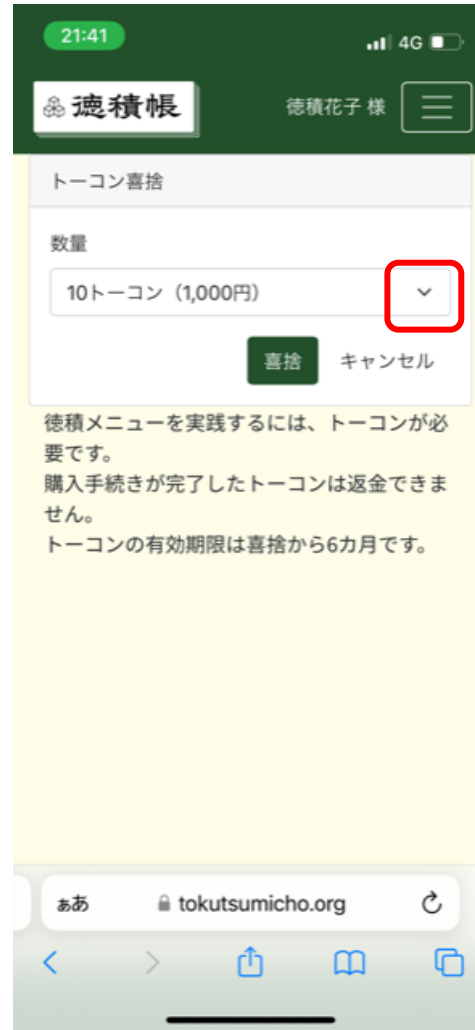 21:41
4G
徳積帳
徳積花子 様
トーコン喜捨
数量
10トーコン（1,000円）
喜捨 キャンセル
徳積メニューを実践するには、トーコンが必
要です。
購入手続きが完了したトーコンは返金できま
せん。
トーコンの有効期限は喜捨から6カ月です。
ぁあ tokutsumicho.org